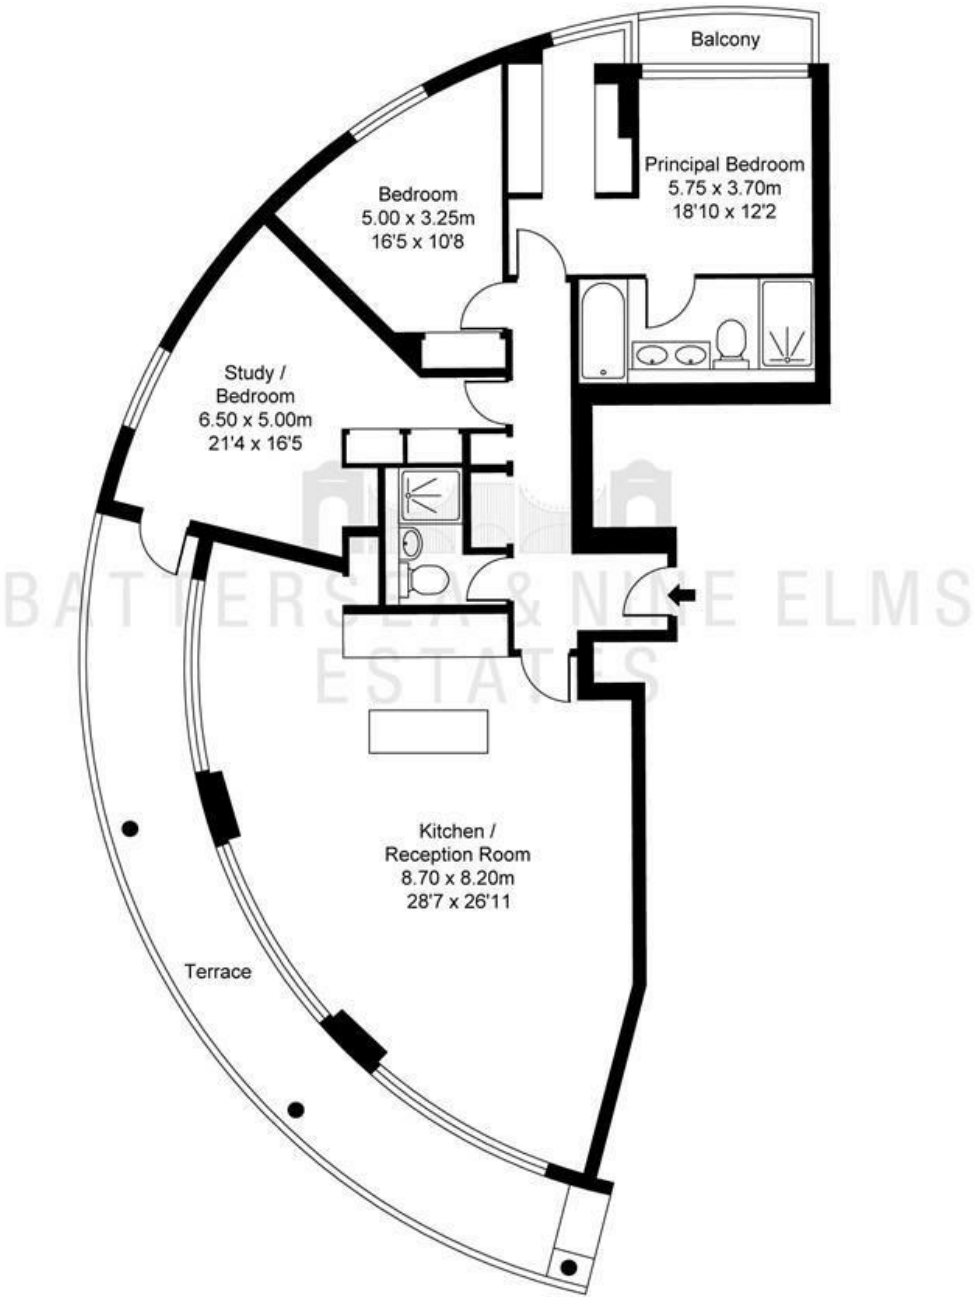 Balcony
Principal Bedroom
5.75 x 3.70m
18'10 x 12'2
Bedroom
5.00 x 3.25m
16'5 x 10'8
Study /
Bedroom
6.50 x 5.00m
21'4 x 16'5
BATTERSEA & NINE ELMS
ESTATES
Kitchen /
Reception Room
8.70 x 8.20m
28'7 x 26'11
Terrace